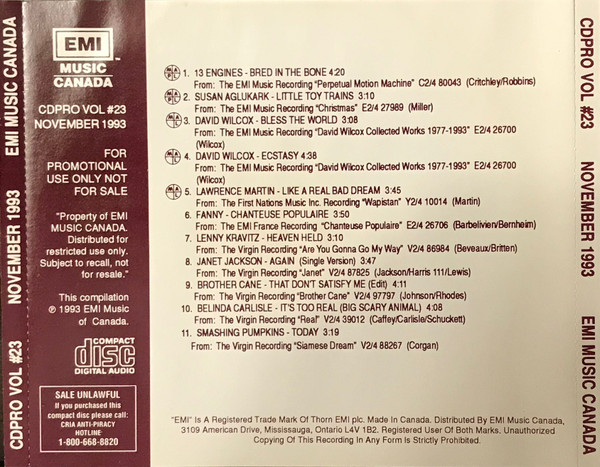 CDPRO VOL #23 NOVEMBER 1993 EMI MUSIC CANADA
EMI
MUSIC
CANADA
CDPRO VOL #23
NOVEMBER 1993
FOR
PROMOTIONAL
USE ONLY NOT
FOR SALE
"Property of EMI
MUSIC CANADA.
Distributed for
restricted use only.
Subject to recall, not
for resale."
This compilation
℗ 1993 EMI Music
of Canada.
COMPACT
disc
DIGITAL AUDIO
SALE UNLAWFUL
If you purchased this
compact disc please call:
CRIA ANTI-PIRACY
HOTLINE
1-800-668-8820
1. 13 ENGINES - BRED IN THE BONE 4:20
From: The EMI Music Recording "Perpetual Motion Machine" C2/4 80043 (Critchley/Robbins)
2. SUSAN AGLUKARK - LITTLE TOY TRAINS 3:10
From: The EMI Music Recording "Christmas" E2/4 27989 (Miller)
3. DAVID WILCOX - BLESS THE WORLD 3:08
From: The EMI Music Recording "David Wilcox Collected Works 1977-1993" E2/4 26700
(Wilcox)
4. DAVID WILCOX - ECSTASY 4:38
From: The EMI Music Recording "David Wilcox Collected Works 1977-1993" E2/4 26700
(Wilcox)
5. LAWRENCE MARTIN - LIKE A REAL BAD DREAM 3:45
From: The First Nations Music Inc. Recording "Wapistan" Y2/4 10014 (Martin)
6. FANNY - CHANTEUSE POPULAIRE 3:50
From: The EMI France Recording "Chanteuse Populaire" E2/4 26706 (Barbelivien/Bernheim)
7. LENNY KRAVITZ - HEAVEN HELD 3:10
From: The Virgin Recording "Are You Gonna Go My Way" V2/4 86984 (Beveaux/Britten)
8. JANET JACKSON - AGAIN (Single Version) 3:47
From: The Virgin Recording "Janet" V2/4 87825 (Jackson/Harris 111/Lewis)
9. BROTHER CANE - THAT DON'T SATISFY ME (Edit) 4:11
From: The Virgin Recording "Brother Cane" V2/4 97797 (Johnson/Rhodes)
10. BELINDA CARLISLE - IT'S TOO REAL (BIG SCARY ANIMAL) 4:08
From: The Virgin Recording "Real" V2/4 39012 (Caffey/Carlisle/Schuckett)
11. SMASHING PUMPKINS - TODAY 3:19
From: The Virgin Recording "Siamese Dream" V2/4 88267 (Corgan)
"EMI" Is A Registered Trade Mark Of Thorn EMI plc. Made In Canada. Distributed By EMI Music Canada,
3109 American Drive, Mississauga, Ontario L4V 1B2. Registered User Of Both Marks. Unauthorized
Copying Of This Recording In Any Form Is Strictly Prohibited.
CDPRO VOL #23 NOVEMBER 1993 EMI MUSIC CANADA